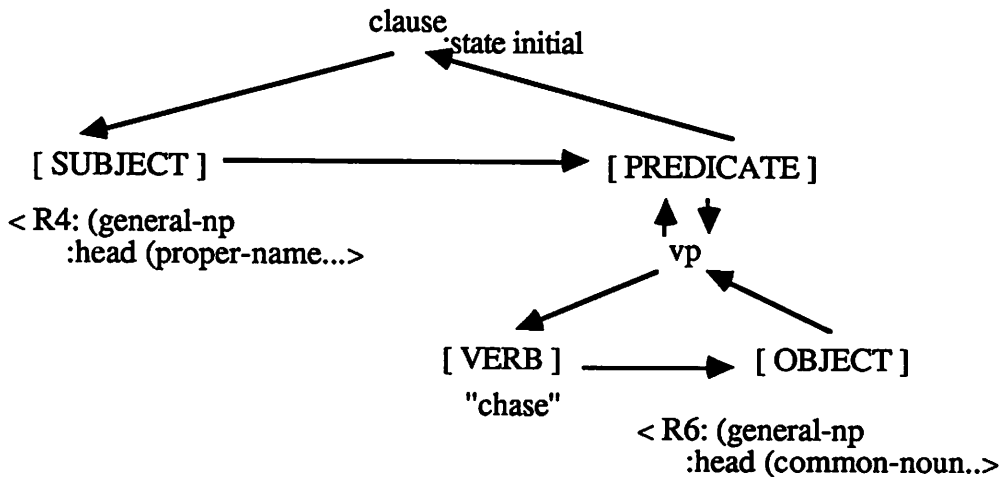 clause
:state initial
[ SUBJECT ]
[ PREDICATE ]
< R4: (general-np
:head (proper-name...>
vp
[ VERB ]
[ OBJECT ]
"chase"
< R6: (general-np
:head (common-noun..>